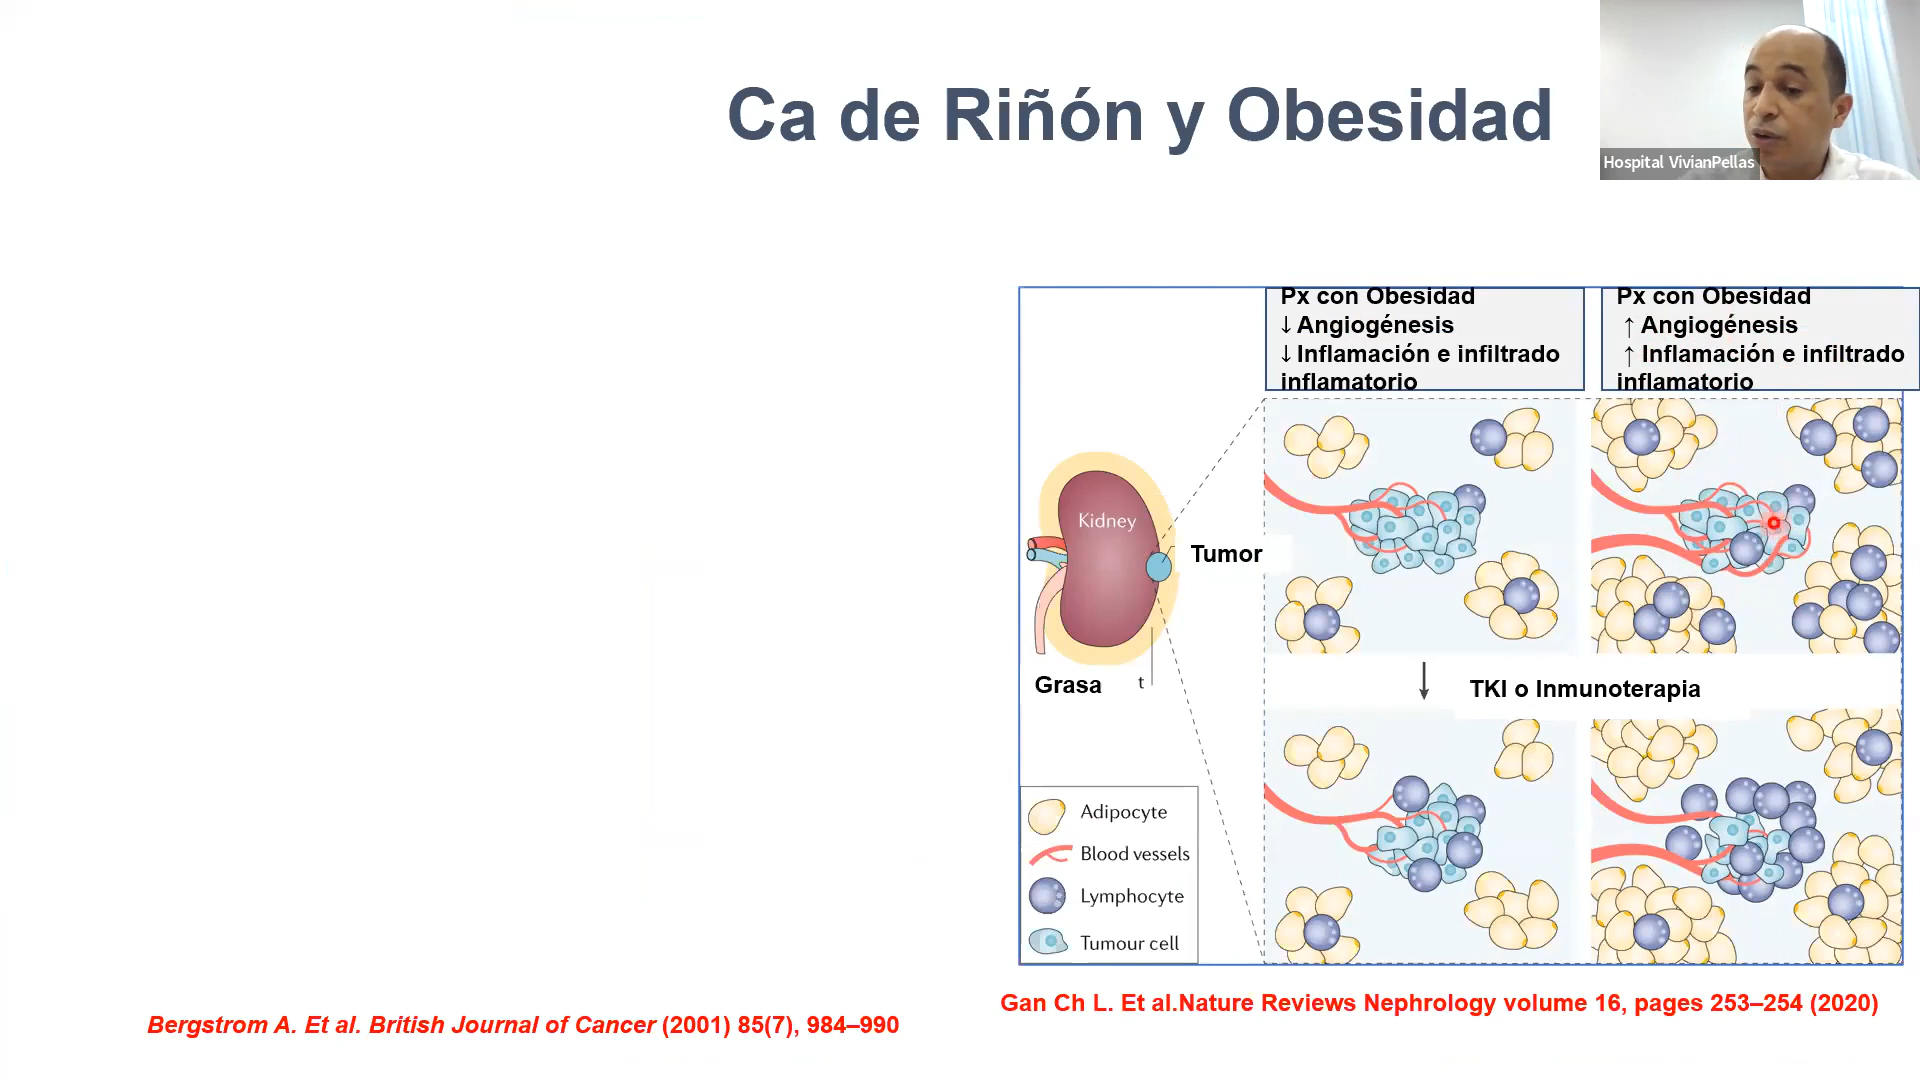 Ca de Riñón y Obesidad
Hospital VivianPellas
Px con Obesidad
↓ Angiogénesis
↓ Inflamación e infiltrado
inflamatorio
Px con Obesidad
↑ Angiogénesis
↑ Inflamación e infiltrado
inflamatorio
Kidney
Tumor
Grasa
t
TKI o Inmunoterapia
Adipocyte
Blood vessels
Lymphocyte
Tumour cell
Gan Ch L. Et al.Nature Reviews Nephrology volume 16, pages 253–254 (2020)
Bergstrom A. Et al. British Journal of Cancer (2001) 85(7), 984–990